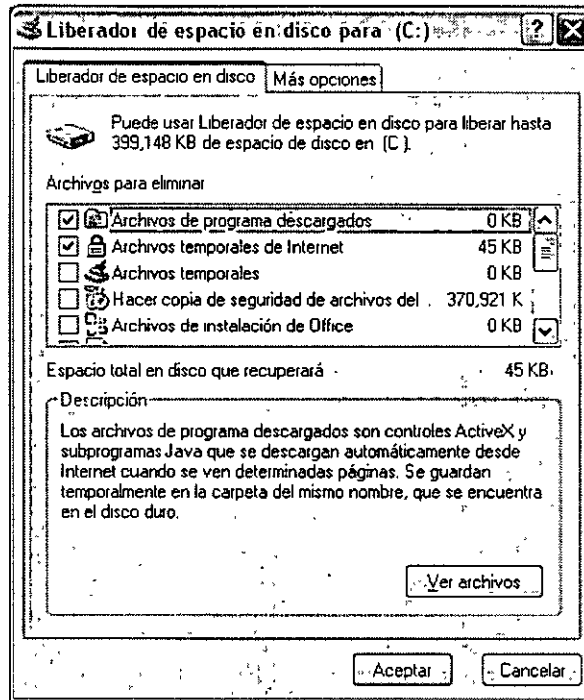 Liberador de espacio en disco para (C:)
Liberador de espacio en disco Más opciones
Puede usar Liberador de espacio en disco para liberar hasta
399,148 KB de espacio de disco en (C ).
Archivos para eliminar
Archivos de programa descargados 0 KB
Archivos temporales de Internet 45 KB
Archivos temporales 0 KB
Hacer copia de seguridad de archivos del . 370,921 K
Archivos de instalación de Office 0 KB
Espacio total en disco que recuperará 45 KB
Descripción
Los archivos de programa descargados son controles ActiveX y
subprogramas Java que se descargan automáticamente desde
Internet cuando se ven determinadas páginas. Se guardan
temporalmente en la carpeta del mismo nombre, que se encuentra
en el disco duro.
Ver archivos
Aceptar Cancelar